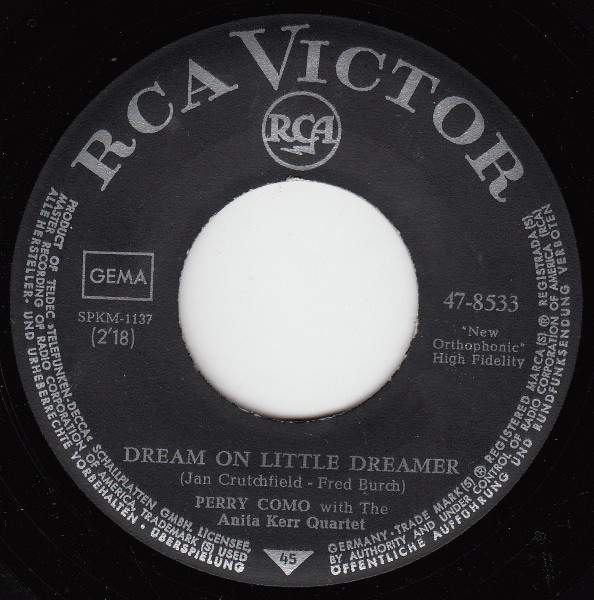 RCA VICTOR
RCA
GEMA
SPKM-1137
(2'18)
47-8533
"New
Orthophonic"
High Fidelity
DREAM ON LITTLE DREAMER
(Jan Crutchfield - Fred Burch)
PERRY COMO with The
Anita Kerr Quartet
45
PRODUCT OF TELDEC »TELEFUNKEN-DECCA« SCHALLPLATTEN GMBH. LICENSEE,
MASTER RECORDING OF RADIO CORPORATION OF AMERICA, TRADEMARK (S) USED
ALLE HERSTELLER- UND URHEBERRECHTE VORBEHALTEN · ÜBERSPIELUNG
GERMANY · TRADE MARK(S) ® REGISTERED MARCA(S) ® REGISTRADA(S)
BY AUTHORITY AND UNDER CONTROL OF RADIO CORPORATION OF AMERICA (RCA)
ÖFFENTLICHE AUFFÜHRUNG UND RUNDFUNKSENDUNG VERBOTEN